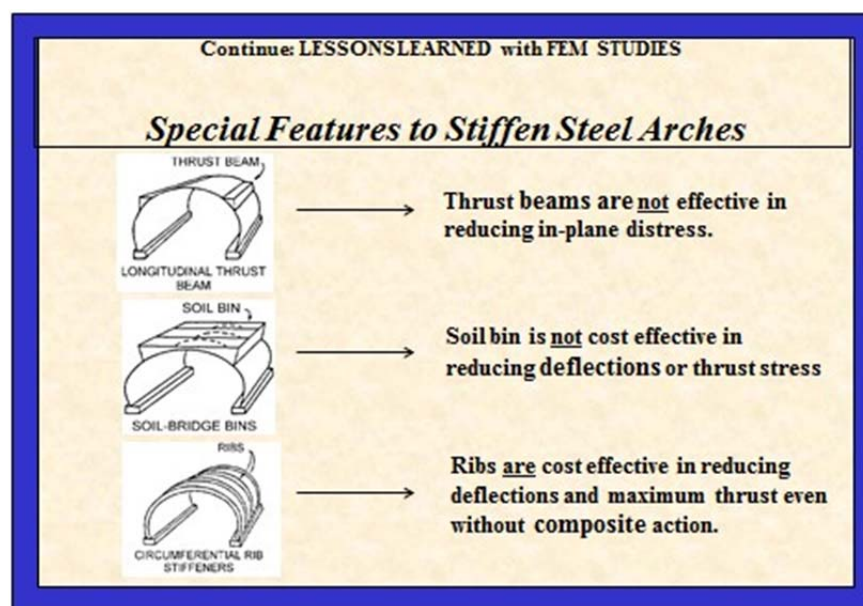 Continue: LESSONSLEARNED with FEM STUDIES
Special Features to Stiffen Steel Arches
THRUST BEAM
LONGITUDINAL THRUST
BEAM
Thrust beams are not effective in
reducing in-plane distress.
SOIL BIN
SOIL-BRIDGE BINS
Soil bin is not cost effective in
reducing deflections or thrust stress
RIBS
CIRCUMFERENTIAL RIB
STIFFENERS
Ribs are cost effective in reducing
deflections and maximum thrust even
without composite action.